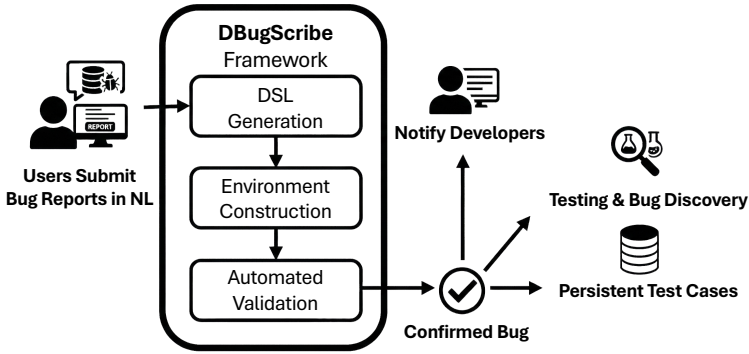 DBugScribe
Framework
DSL
Generation
Environment
Construction
Automated
Validation
REPORT
Users Submit
Bug Reports in NL
Notify Developers
Testing & Bug Discovery
Persistent Test Cases
Confirmed Bug